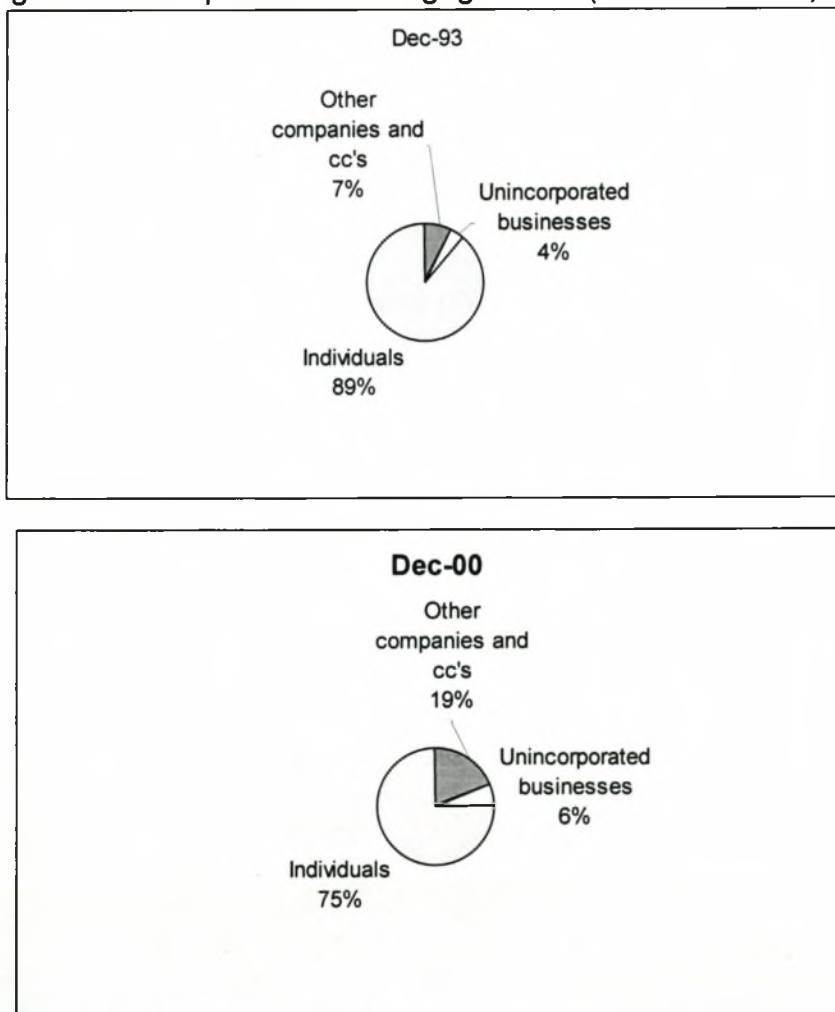 Dec-93
Other
companies and
cc's
7%
Unincorporated
businesses
4%
Individuals
89%
Dec-00
Other
companies and
cc's
19%
Unincorporated
businesses
6%
Individuals
75%